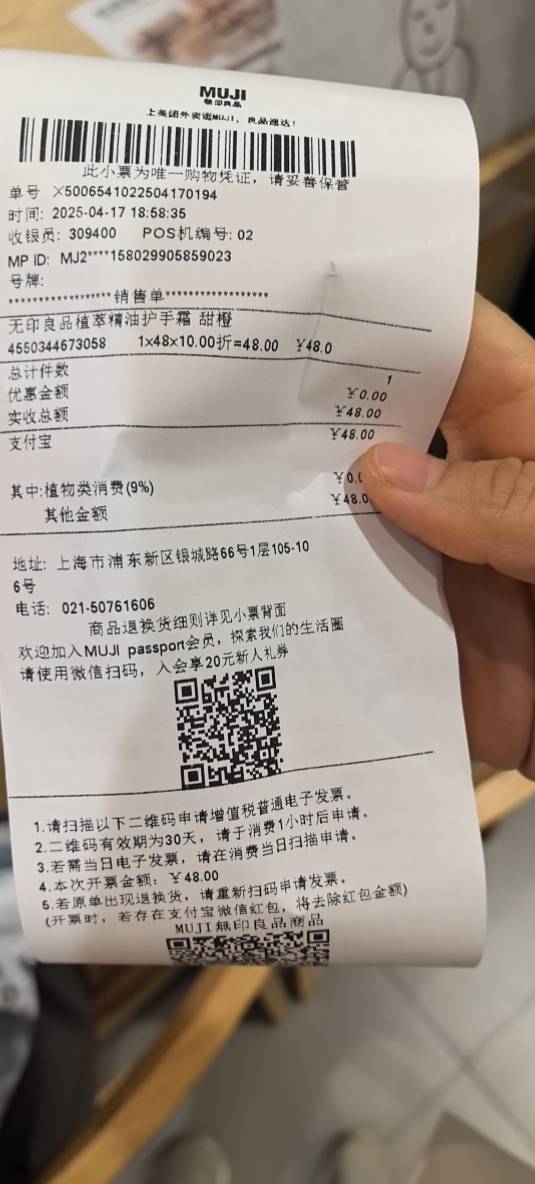 MUJI
無印良品
上美团外卖逛MUJI，良品速达！
此小票为唯一购物凭证，请妥善保管
单号 X5006541022504170194
时间: 2025-04-17 18:58:35
收银员: 309400 POS机编号: 02
MP ID: MJ2****158029905859023
号牌:
******************销售单******************
无印良品植萃精油护手霜 甜橙
4550344673058 1x48x10.00折=48.00 ¥48.0
总计件数 1
优惠金额 ¥0.00
实收总额 ¥48.00
支付宝 ¥48.00
其中:植物类消费(9%) ¥0.0
其他金额 ¥48.0
地址: 上海市浦东新区银城路66号1层105-10
6号
电话: 021-50761606
商品退换货细则详见小票背面
欢迎加入MUJI passport会员，探索我们的生活圈
请使用微信扫码，入会享20元新人礼券
1.请扫描以下二维码申请增值税普通电子发票。
2.二维码有效期为30天，请于消费1小时后申请。
3.若需当日电子发票，请在消费当日扫描申请。
4.本次开票金额: ¥48.00
5.若原单出现退换货，请重新扫码申请发票。
(开票时，若存在支付宝微信红包，将去除红包金额)
MUJI無印良品商品